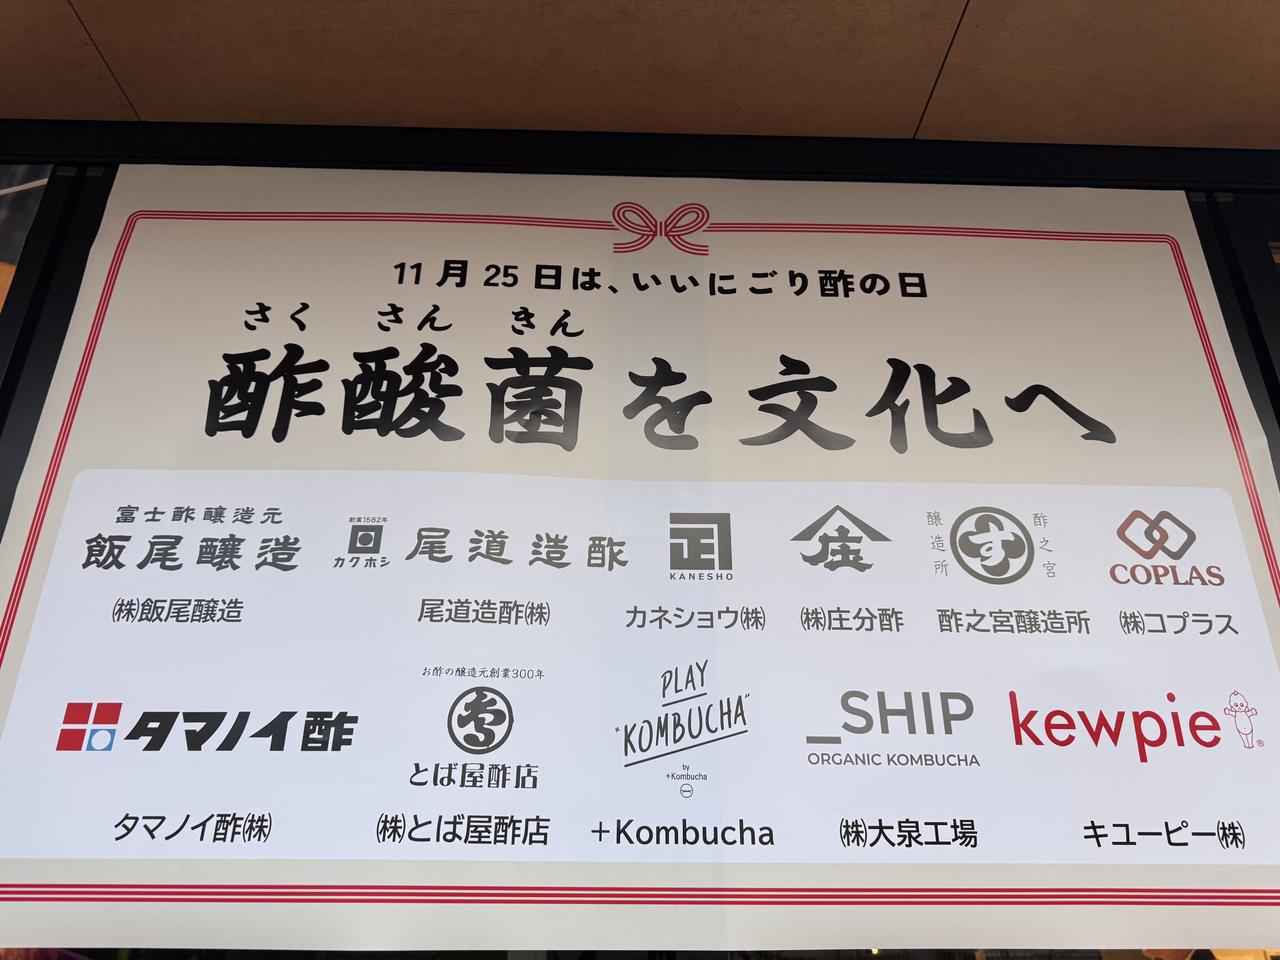 11月25日は、いいにごり酢の日
さくさんきん
酢酸菌を文化へ
富士酢醸造元
飯尾醸造
㈱飯尾醸造
創業1582年
カクホシ
尾道造酢
尾道造酢㈱
KANESHO
カネショウ㈱
㈱庄分酢
酢之宮
醸造所
す
酢之宮醸造所
COPLAS
㈱コプラス
タマノイ酢
タマノイ酢㈱
お酢の醸造元創業300年
とば屋酢店
㈱とば屋酢店
PLAY
"KOMBUCHA"
by
+Kombucha
+Kombucha
_SHIP
ORGANIC KOMBUCHA
㈱大泉工場
kewpie ®
キユーピー㈱